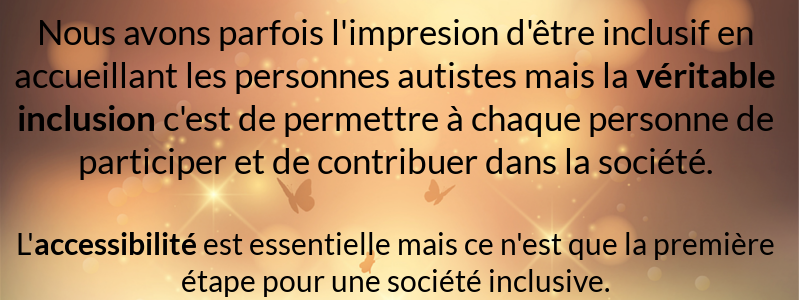 Nous avons parfois l'impresion d'être inclusif en
accueillant les personnes autistes mais la véritable
inclusion c'est de permettre à chaque personne de
participer et de contribuer dans la société.
L'accessibilité est essentielle mais ce n'est que la première
étape pour une société inclusive.